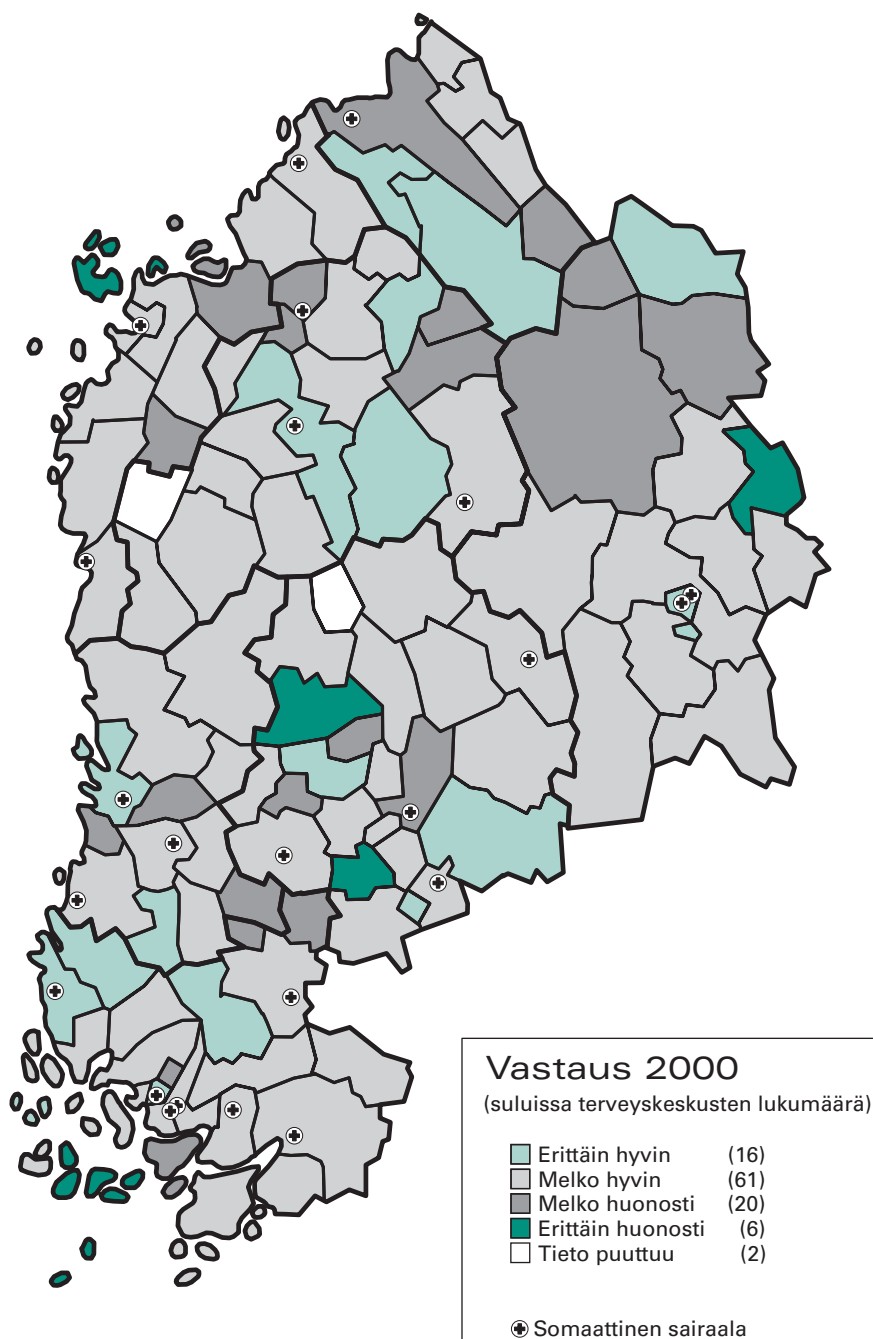 Vastaus 2000
(suluissa terveyskeskusten lukumäärä)
Erittäin hyvin (16)
Melko hyvin (61)
Melko huonosti (20)
Erittäin huonosti (6)
Tieto puuttuu (2)
Somaattinen sairaala